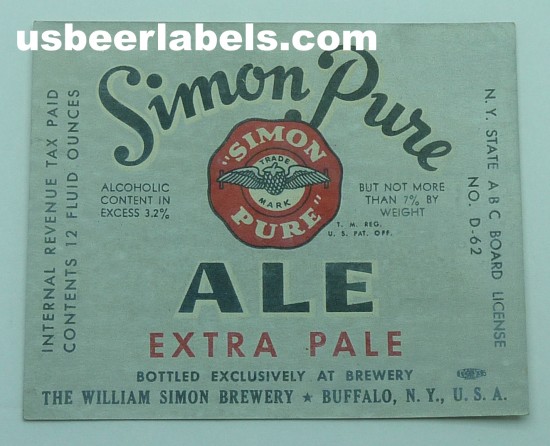 usbeerlabels.com
Simon Pure
INTERNAL REVENUE TAX PAID
CONTENTS 12 FLUID OUNCES
ALCOHOLIC
CONTENT IN
EXCESS 3.2%
"SIMON
TRADE
MARK
PURE"
BUT NOT MORE
THAN 7% BY
WEIGHT
T. M. REG.
U. S. PAT. OFF.
N. Y. STATE A B C BOARD LICENSE
NO. D-62
ALE
EXTRA PALE
BOTTLED EXCLUSIVELY AT BREWERY
THE WILLIAM SIMON BREWERY ★ BUFFALO, N. Y., U. S. A.